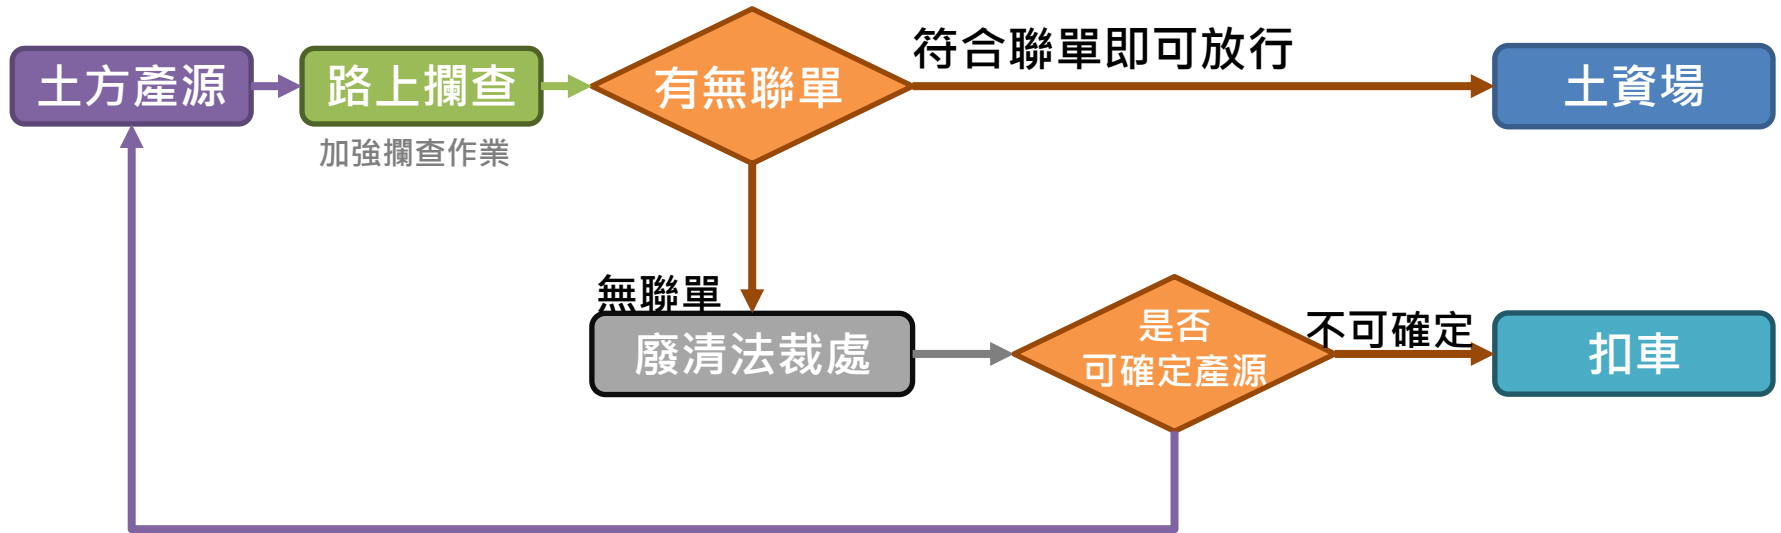 土方產源
路上攔查
加強攔查作業
有無聯單
符合聯單即可放行
土資場
無聯單
廢清法裁處
是否
可確定產源
不可確定
扣車